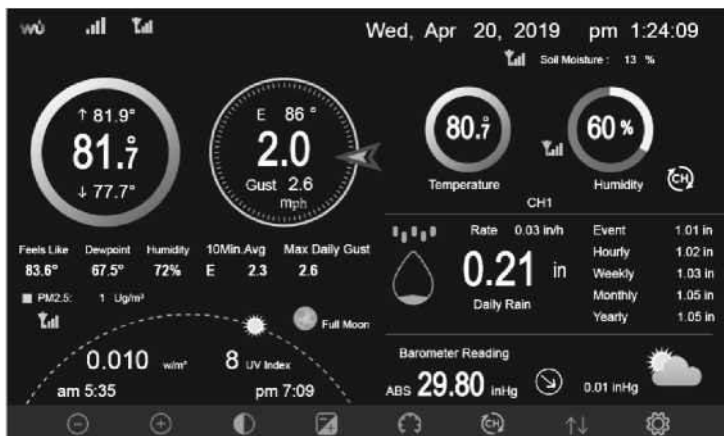 wu
Wed, Apr 20, 2019 pm 1:24:09
Soil Moisture : 13 %
↑ 81.9°
81.7°
↓ 77.7°
E 86 °
2.0
Gust 2.6
mph
80.7°
60 %
Temperature Humidity
CH
CH1
Feels Like Dewpoint Humidity 10Min.Avg Max Daily Gust
83.6° 67.5° 72% E 2.3 2.6
PM2.5: 1 Ug/m³
Full Moon
0.010 w/m² 8 UV Index
am 5:35 pm 7:09
Rate 0.03 in/h
0.21 in
Daily Rain
Event 1.01 in
Hourly 1.02 in
Weekly 1.03 in
Monthly 1.05 in
Yearly 1.05 in
Barometer Reading
ABS 29.80 inHg 0.01 inHg
CH